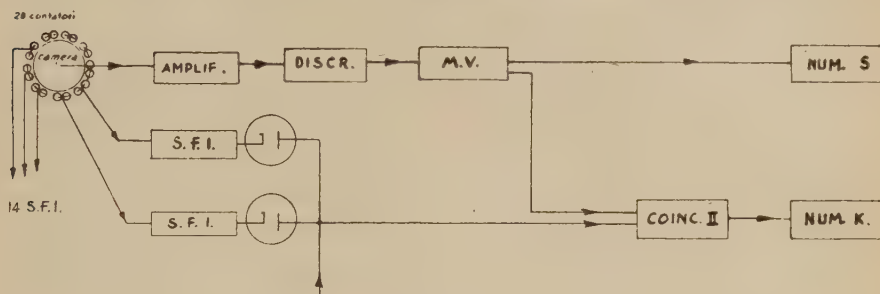 28 contatori
camera
AMPLIF.
DISCR.
M.V.
NUM. S
S.F.I.
14 S.F.I.
S.F.I.
COINC. II
NUM. K.